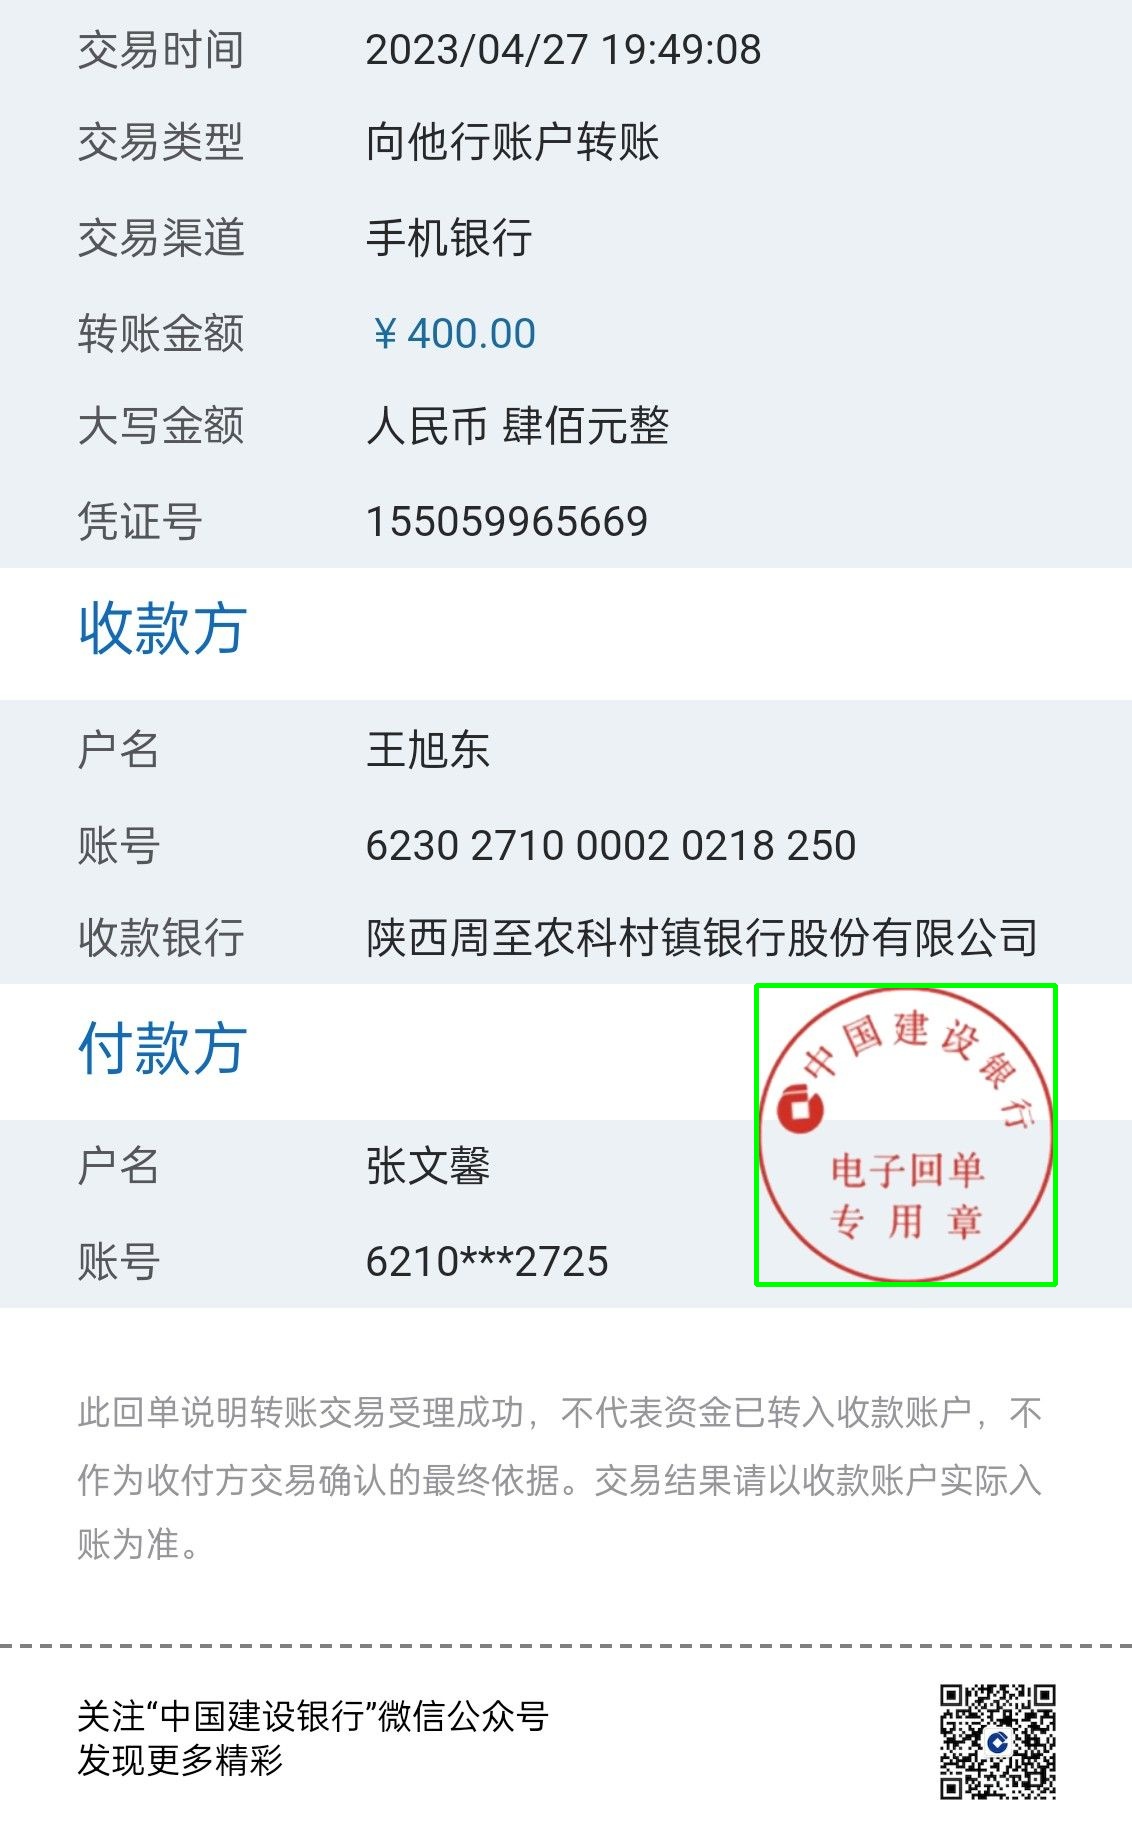 交易时间 2023/04/27 19:49:08
交易类型 向他行账户转账
交易渠道 手机银行
转账金额 ¥ 400.00
大写金额 人民币 肆佰元整
凭证号 155059965669
收款方
户名 王旭东
账号 6230 2710 0002 0218 250
收款银行 陕西周至农科村镇银行股份有限公司
付款方
中国建设银行
电子回单
专用章
户名 张文馨
账号 6210***2725
此回单说明转账交易受理成功，不代表资金已转入收款账户，不
作为收付方交易确认的最终依据。交易结果请以收款账户实际入
账为准。
关注“中国建设银行”微信公众号
发现更多精彩